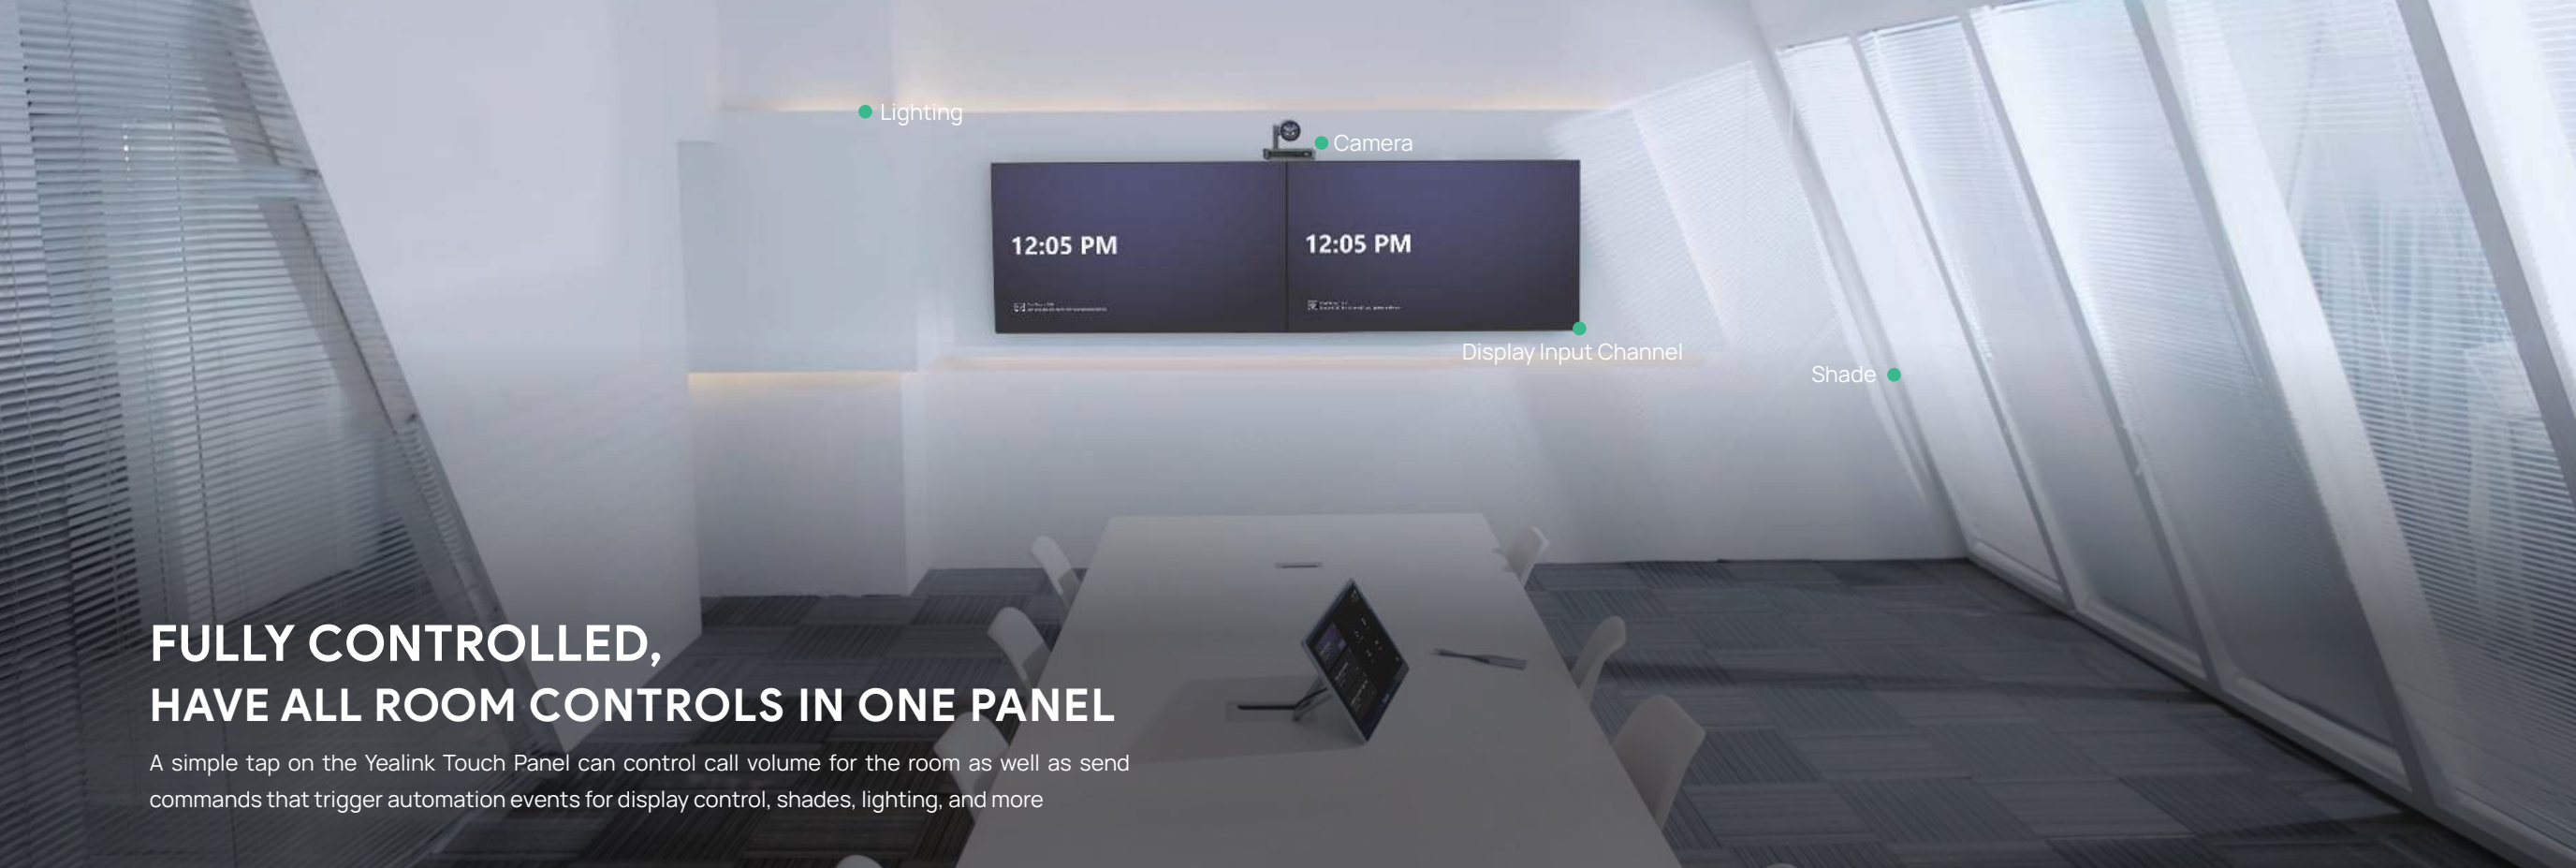 Lighting
Camera
12:05 PM
12:05 PM
Display Input Channel
Shade
FULLY CONTROLLED,
HAVE ALL ROOM CONTROLS IN ONE PANEL
A simple tap on the Yealink Touch Panel can control call volume for the room as well as send
commands that trigger automation events for display control, shades, lighting, and more